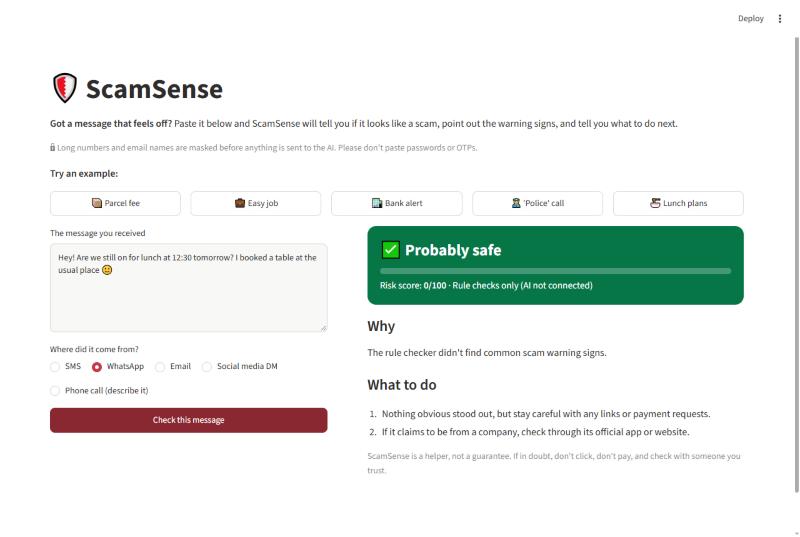 Deploy
ScamSense
Got a message that feels off? Paste it below and ScamSense will tell you if it looks like a scam, point out the warning signs, and tell you what to do next.
Long numbers and email names are masked before anything is sent to the AI. Please don't paste passwords or OTPs.
Try an example:
Parcel fee
Easy job
Bank alert
'Police' call
Lunch plans
The message you received
Hey! Are we still on for lunch at 12:30 tomorrow? I booked a table at the
usual place 🙂
Where did it come from?
SMS
WhatsApp
Email
Social media DM
Phone call (describe it)
Check this message
Probably safe
Risk score: 0/100 · Rule checks only (AI not connected)
Why
The rule checker didn't find common scam warning signs.
What to do
1. Nothing obvious stood out, but stay careful with any links or payment requests.
2. If it claims to be from a company, check through its official app or website.
ScamSense is a helper, not a guarantee. If in doubt, don't click, don't pay, and check with someone you
trust.